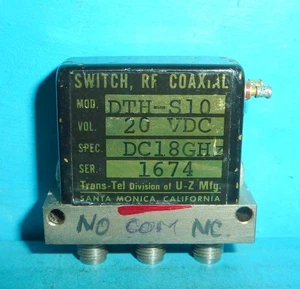 SWITCH, RF COAXIAL
MOD. DTH-S10
VOL. 20 VDC
SPEC. DC18GHz
SER. 1674
Trans-Tel Division of U-Z Mfg.
SANTA MONICA, CALIFORNIA
NO COM NC